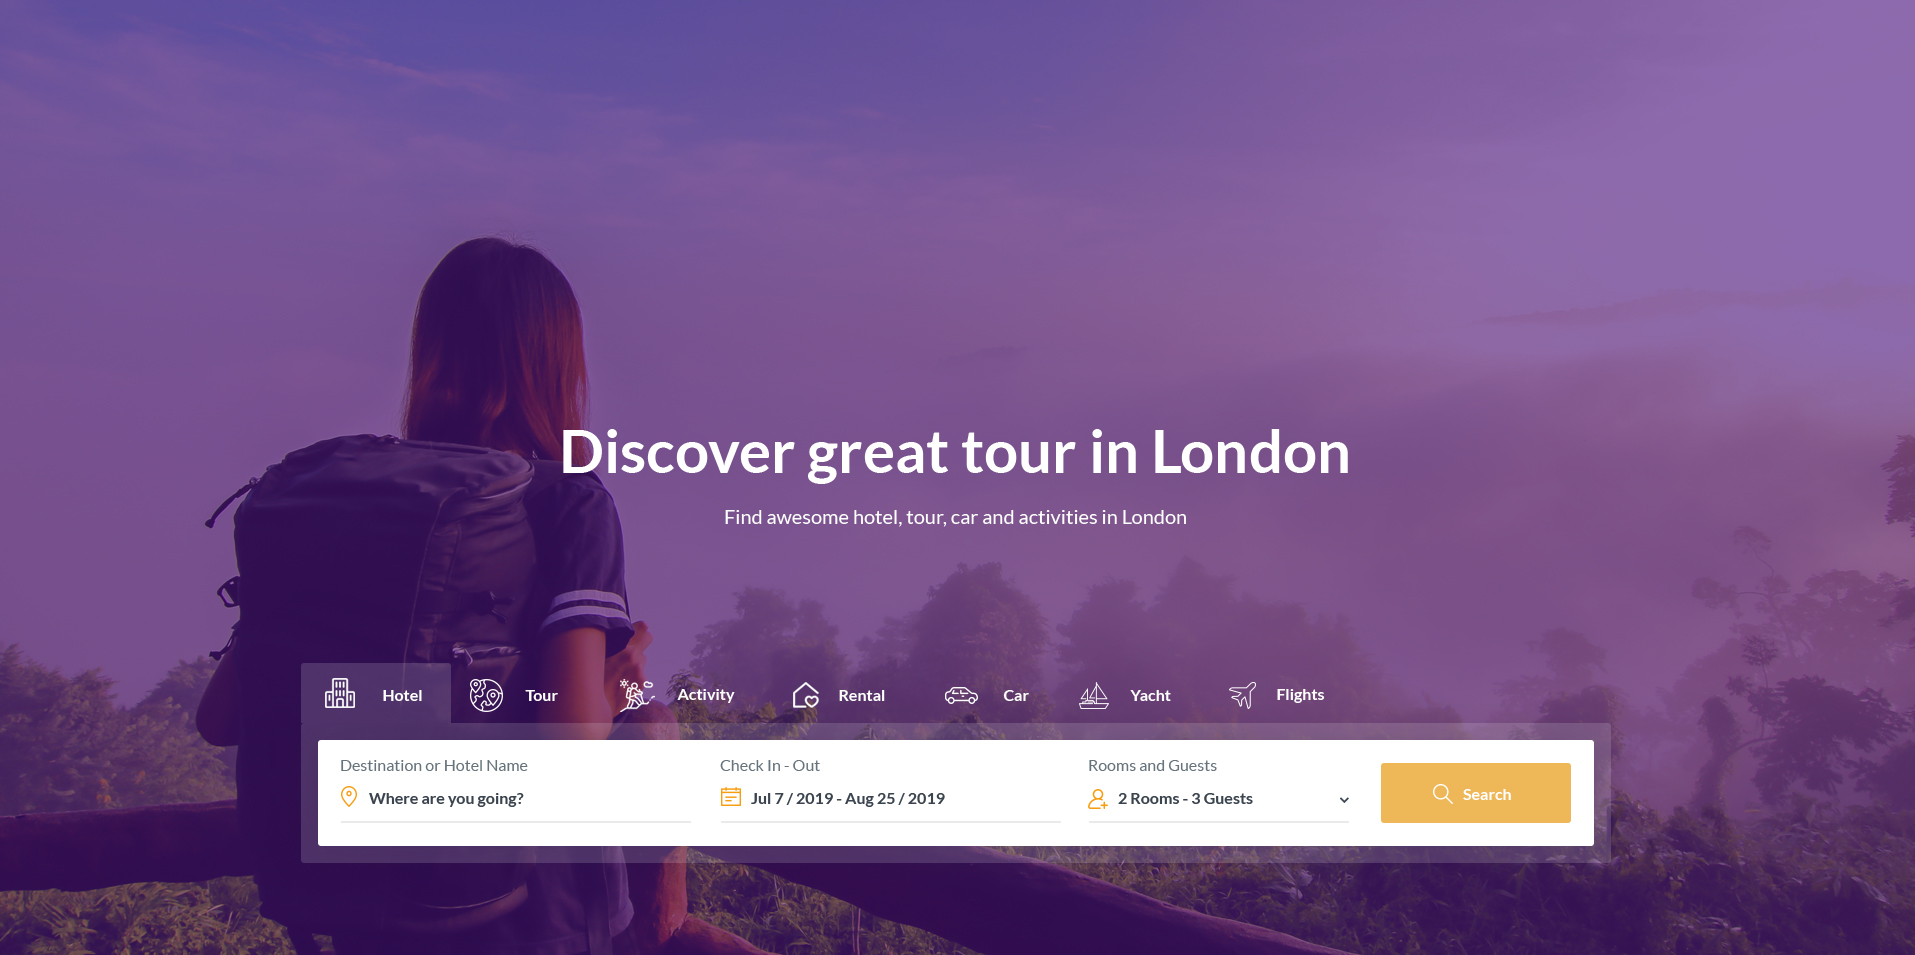 Discover great tour in London
Find awesome hotel, tour, car and activities in London
Hotel
Tour
Activity
Rental
Car
Yacht
Flights
Destination or Hotel Name
Where are you going?
Check In - Out
Jul 7 / 2019 - Aug 25 / 2019
Rooms and Guests
2 Rooms - 3 Guests
Search